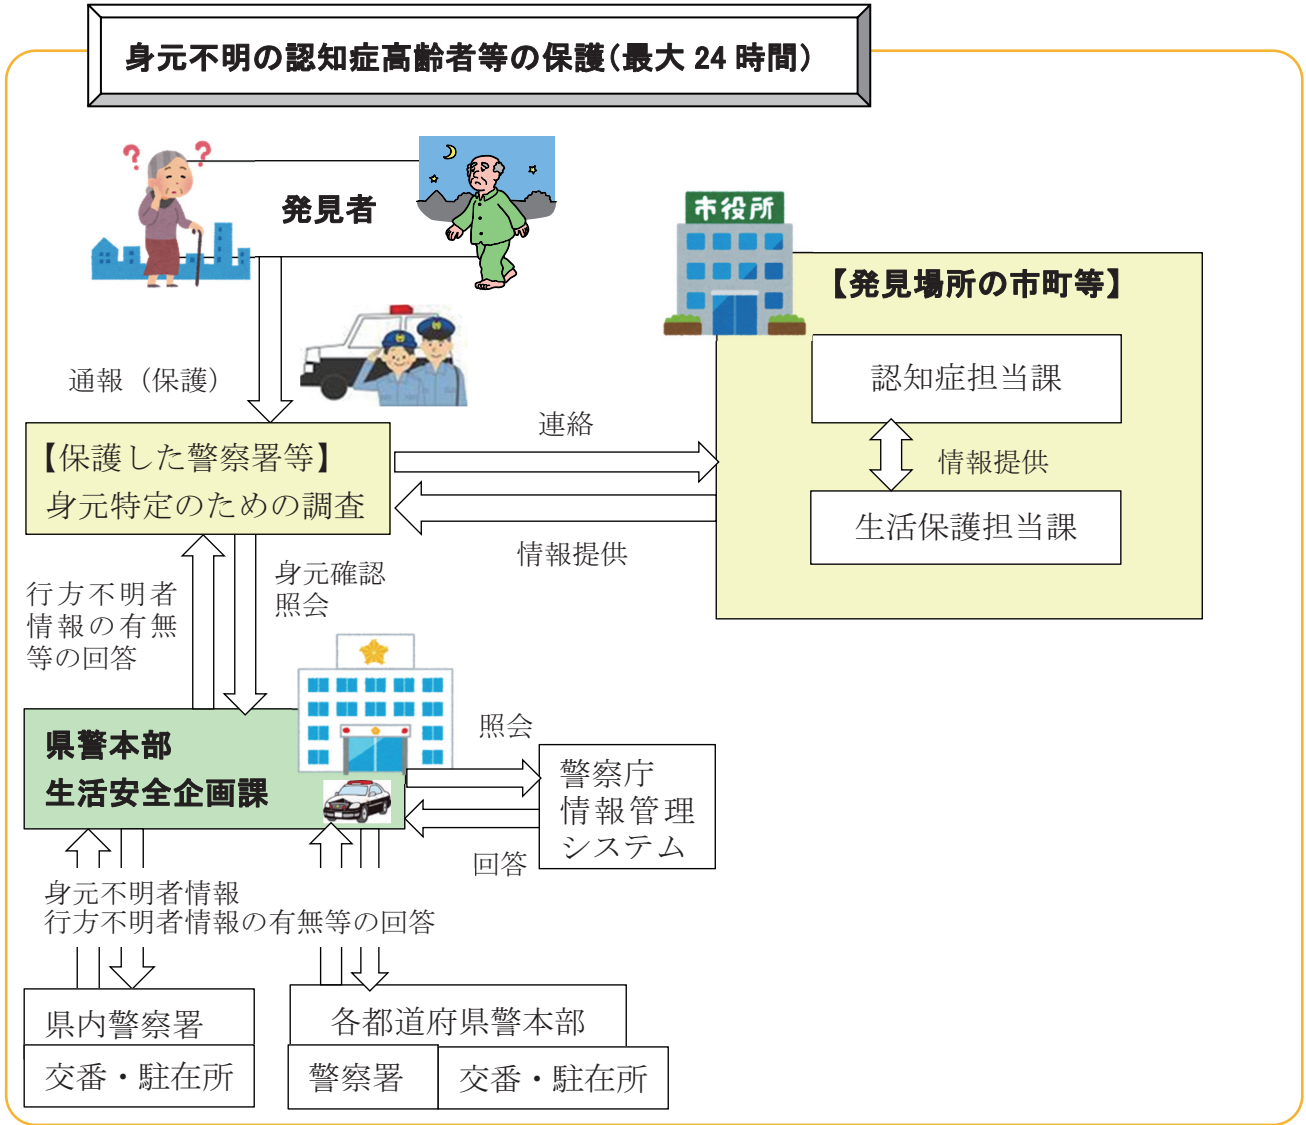 身元不明の認知症高齢者等の保護（最大 24 時間）
? ?
発見者
市役所
【発見場所の市町等】
認知症担当課
情報提供
生活保護担当課
通報（保護）
【保護した警察署等】
身元特定のための調査
連絡
情報提供
行方不明者
情報の有無
等の回答
身元確認
照会
県警本部
生活安全企画課
照会
回答
警察庁
情報管理
システム
身元不明者情報
行方不明者情報の有無等の回答
県内警察署
交番・駐在所
各都道府県警本部
警察署
交番・駐在所